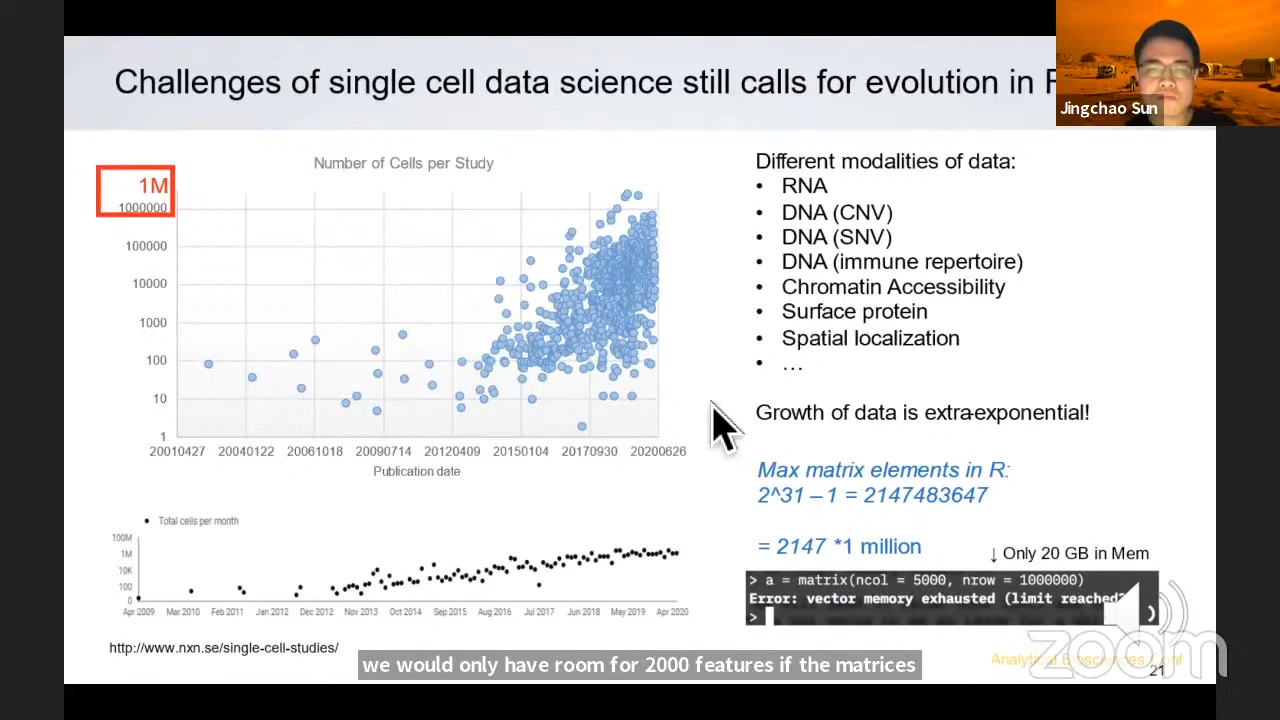 Challenges of single cell data science still calls for evolution in
Jingchao Sun
Number of Cells per Study
1M
1000000
100000
10000
1000
100
10
1
20010427 20040122 20061018 20090714 20120409 20150104 20170930 20200626
Publication date
Total cells per month
100M
1M
10K
100
0
Apr 2009 Mar 2010 Feb 2011 Jan 2012 Dec 2012 Nov 2013 Oct 2014 Sep 2015 Aug 2016 Jul 2017 Jun 2018 May 2019 Apr 2020
http://www.nxn.se/single-cell-studies/
Different modalities of data:
• RNA
• DNA (CNV)
• DNA (SNV)
• DNA (immune repertoire)
• Chromatin Accessibility
• Surface protein
• Spatial localization
• …
Growth of data is extra-exponential!
Max matrix elements in R:
2^31 – 1 = 2147483647
= 2147 *1 million
↓ Only 20 GB in Mem
> a = matrix(ncol = 5000, nrow = 1000000)
Error: vector memory exhausted (limit reached?)
>
zoom
Analytical Biosciences Conf
21
we would only have room for 2000 features if the matrices